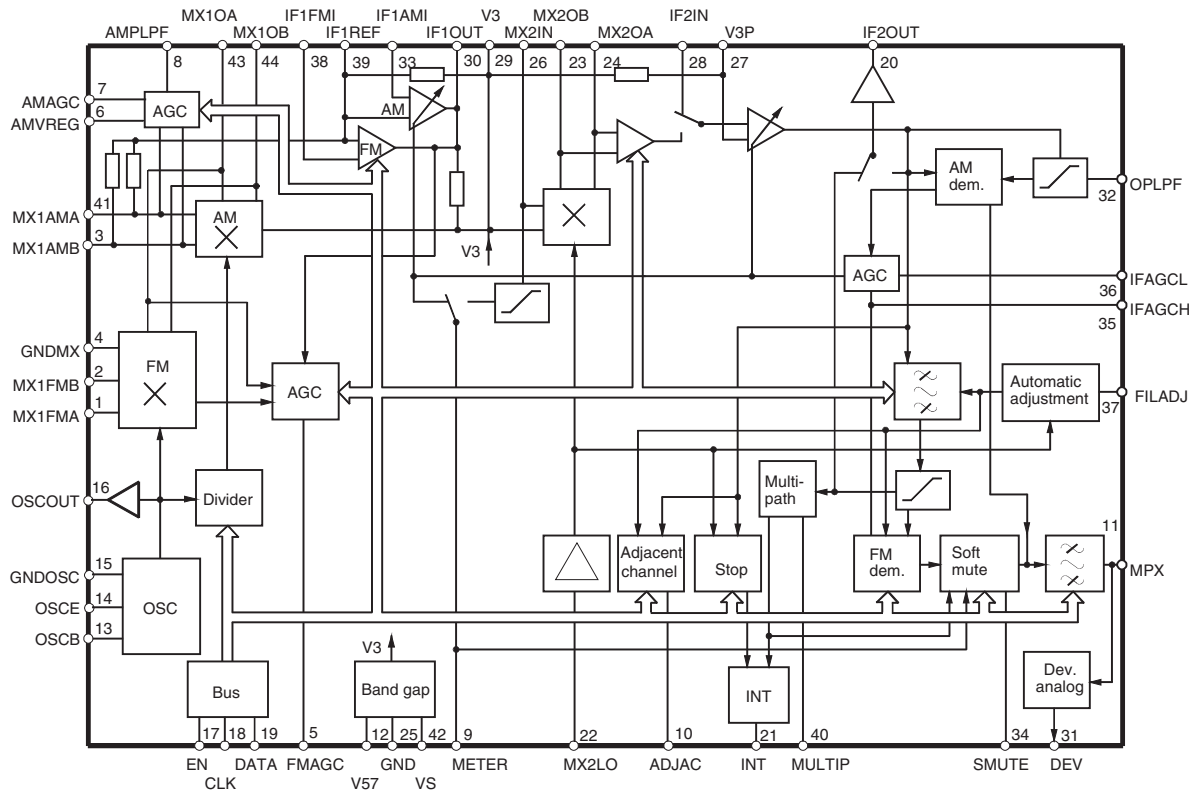 MX1OA
IF1FMI
IF1AMI
V3
MX2OB
IF2IN
AMPLPF
MX1OB
IF1REF
IF1OUT
MX2IN
MX2OA
V3P
IF2OUT
8
43
44
38
39
33
30
29
26
23
24
28
27
20
7
AMAGC
6
AMVREG
AGC
AM
FM
AM
dem.
32
OPLPF
41
MX1AMA
3
MX1AMB
AM
V3
AGC
IFAGCL
36
IFAGCH
35
4
GNDMX
2
MX1FMB
1
MX1FMA
FM
AGC
Automatic
adjustment
37
FILADJ
16
OSCOUT
Divider
Multi-
path
11
MPX
15
GNDOSC
14
OSCE
13
OSCB
OSC
Adjacent
channel
Stop
FM
dem.
Soft
mute
V3
Bus
Band gap
INT
Dev.
analog
17
18
19
5
12
25
42
9
22
10
21
40
34
31
EN
DATA
FMAGC
GND
METER
MX2LO
ADJAC
INT
MULTIP
SMUTE
DEV
CLK
V57
VS